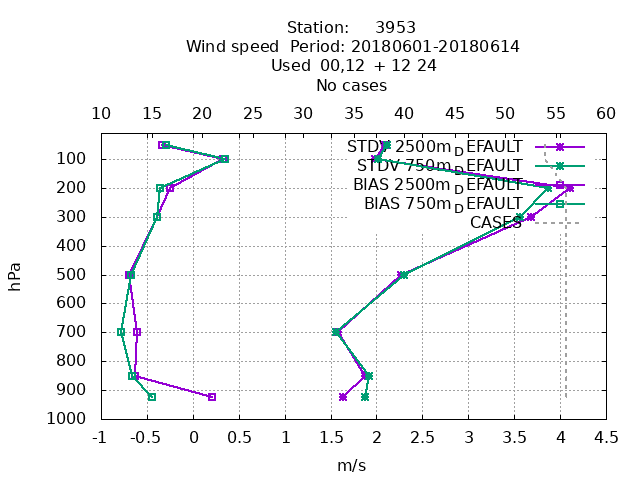 Station: 3953
Wind speed Period: 20180601-20180614
Used 00,12 + 12 24
No cases
10 15 20 25 30 35 40 45 50 55 60
STDV 2500m_DEFAULT
STDV 750m_DEFAULT
BIAS 2500m_DEFAULT
BIAS 750m_DEFAULT
CASES
100
200
300
400
500
600
700
800
900
1000
hPa
-1 -0.5 0 0.5 1 1.5 2 2.5 3 3.5 4 4.5
m/s